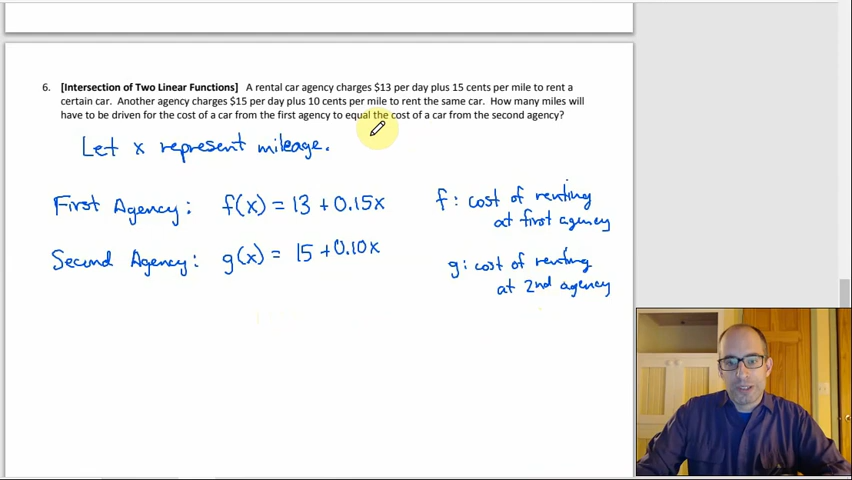 6. [Intersection of Two Linear Functions] A rental car agency charges $13 per day plus 15 cents per mile to rent a
certain car. Another agency charges $15 per day plus 10 cents per mile to rent the same car. How many miles will
have to be driven for the cost of a car from the first agency to equal the cost of a car from the second agency?
Let x represent mileage.
First Agency: f(x) = 13 + 0.15x
f: cost of renting
at first agency
Second Agency: g(x) = 15 + 0.10x
g: cost of renting
at 2nd agency